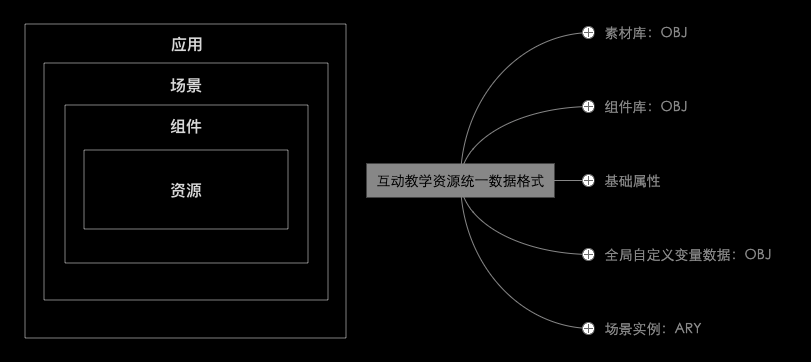 应用
场景
组件
资源
互动教学资源统一数据格式
素材库：OBJ
组件库：OBJ
基础属性
全局自定义变量数据：OBJ
场景实例：ARY